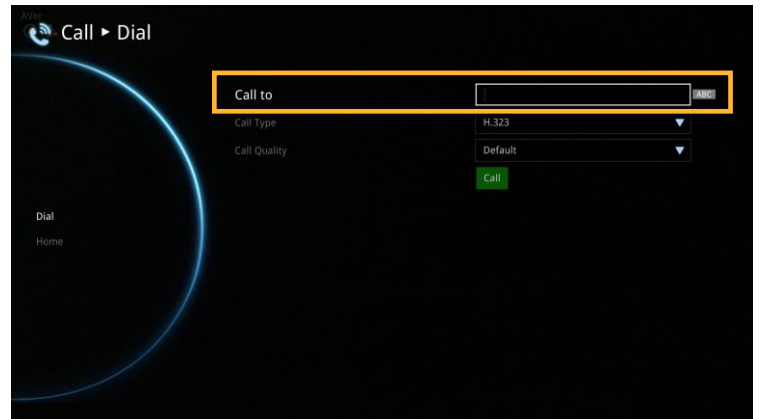 AVer
Call ▸ Dial
Call to ABC
Call Type H.323
Call Quality Default
Call
Dial
Home